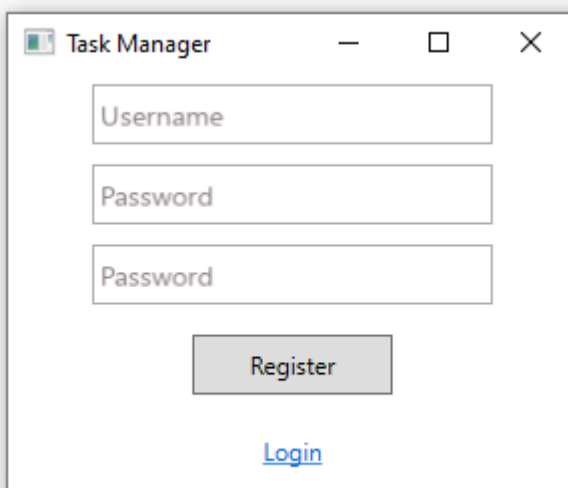 Task Manager
Username
Password
Password
Register
Login